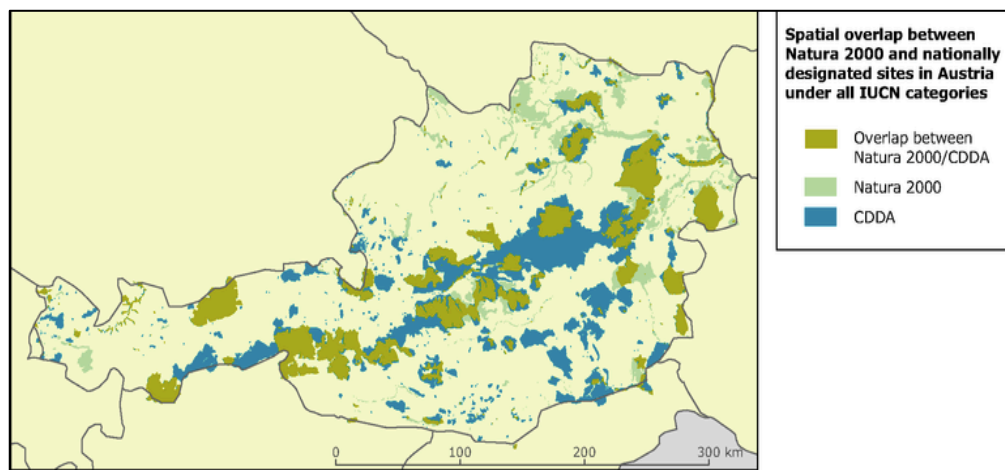 Spatial overlap between
Natura 2000 and nationally
designated sites in Austria
under all IUCN categories
Overlap between
Natura 2000/CDDA
Natura 2000
CDDA
0 100 200 300 km